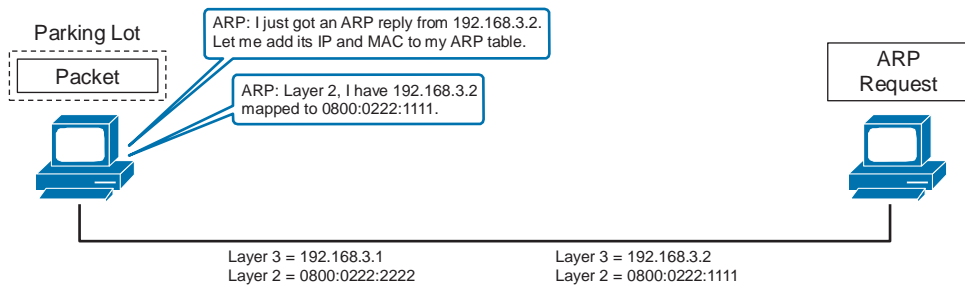 Parking Lot
Packet
ARP: I just got an ARP reply from 192.168.3.2.
Let me add its IP and MAC to my ARP table.
ARP: Layer 2, I have 192.168.3.2
mapped to 0800:0222:1111.
ARP
Request
Layer 3 = 192.168.3.1
Layer 2 = 0800:0222:2222
Layer 3 = 192.168.3.2
Layer 2 = 0800:0222:1111